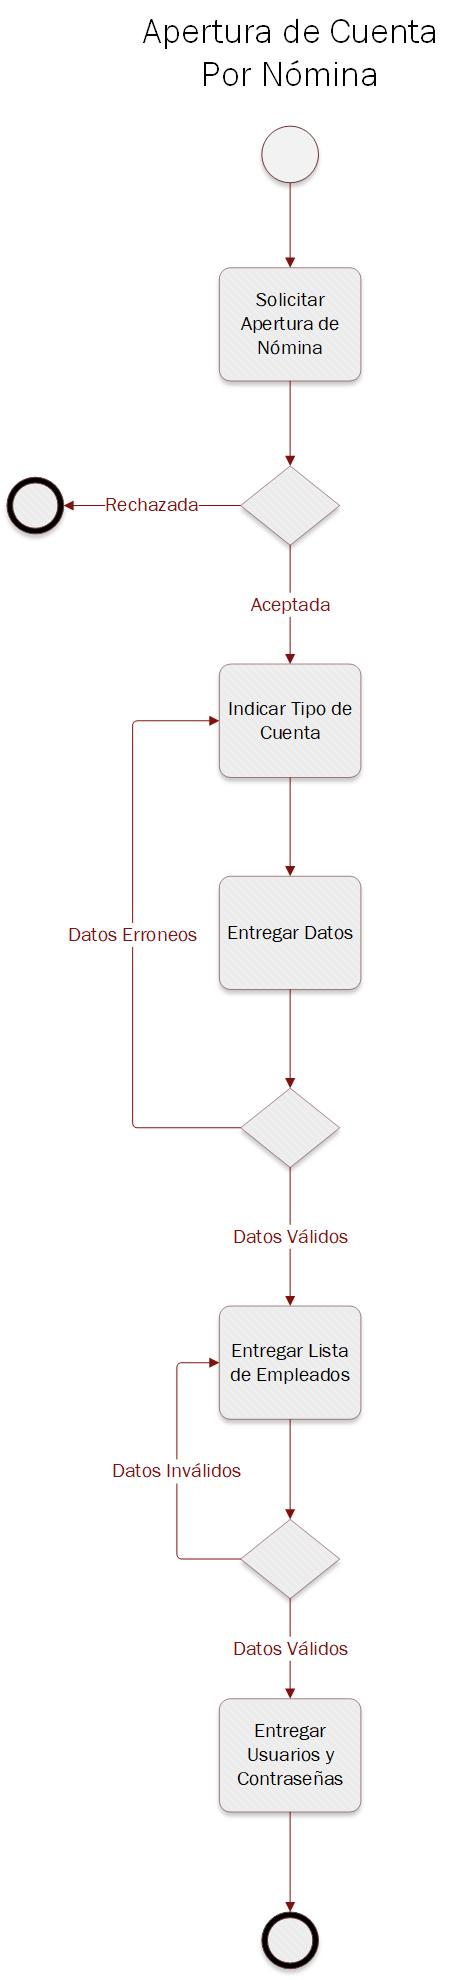 Apertura de Cuenta
Por Nómina
Solicitar
Apertura de
Nómina
Rechazada
Aceptada
Indicar Tipo de
Cuenta
Datos Erroneos
Entregar Datos
Datos Válidos
Entregar Lista
de Empleados
Datos Inválidos
Datos Válidos
Entregar
Usuarios y
Contraseñas